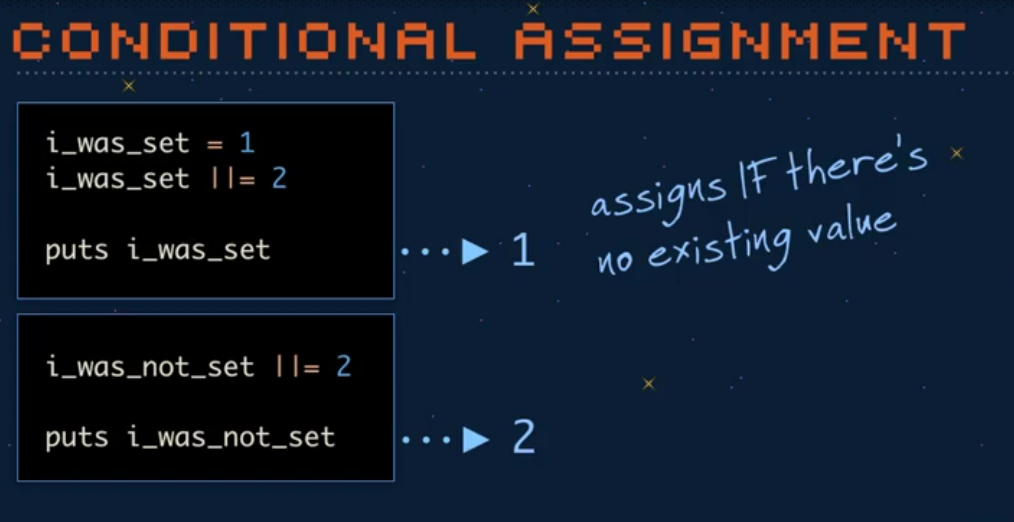 CONDITIONAL ASSIGNMENT
i_was_set = 1
i_was_set ||= 2
puts i_was_set
1
assigns IF there's
no existing value
i_was_not_set ||= 2
puts i_was_not_set
2